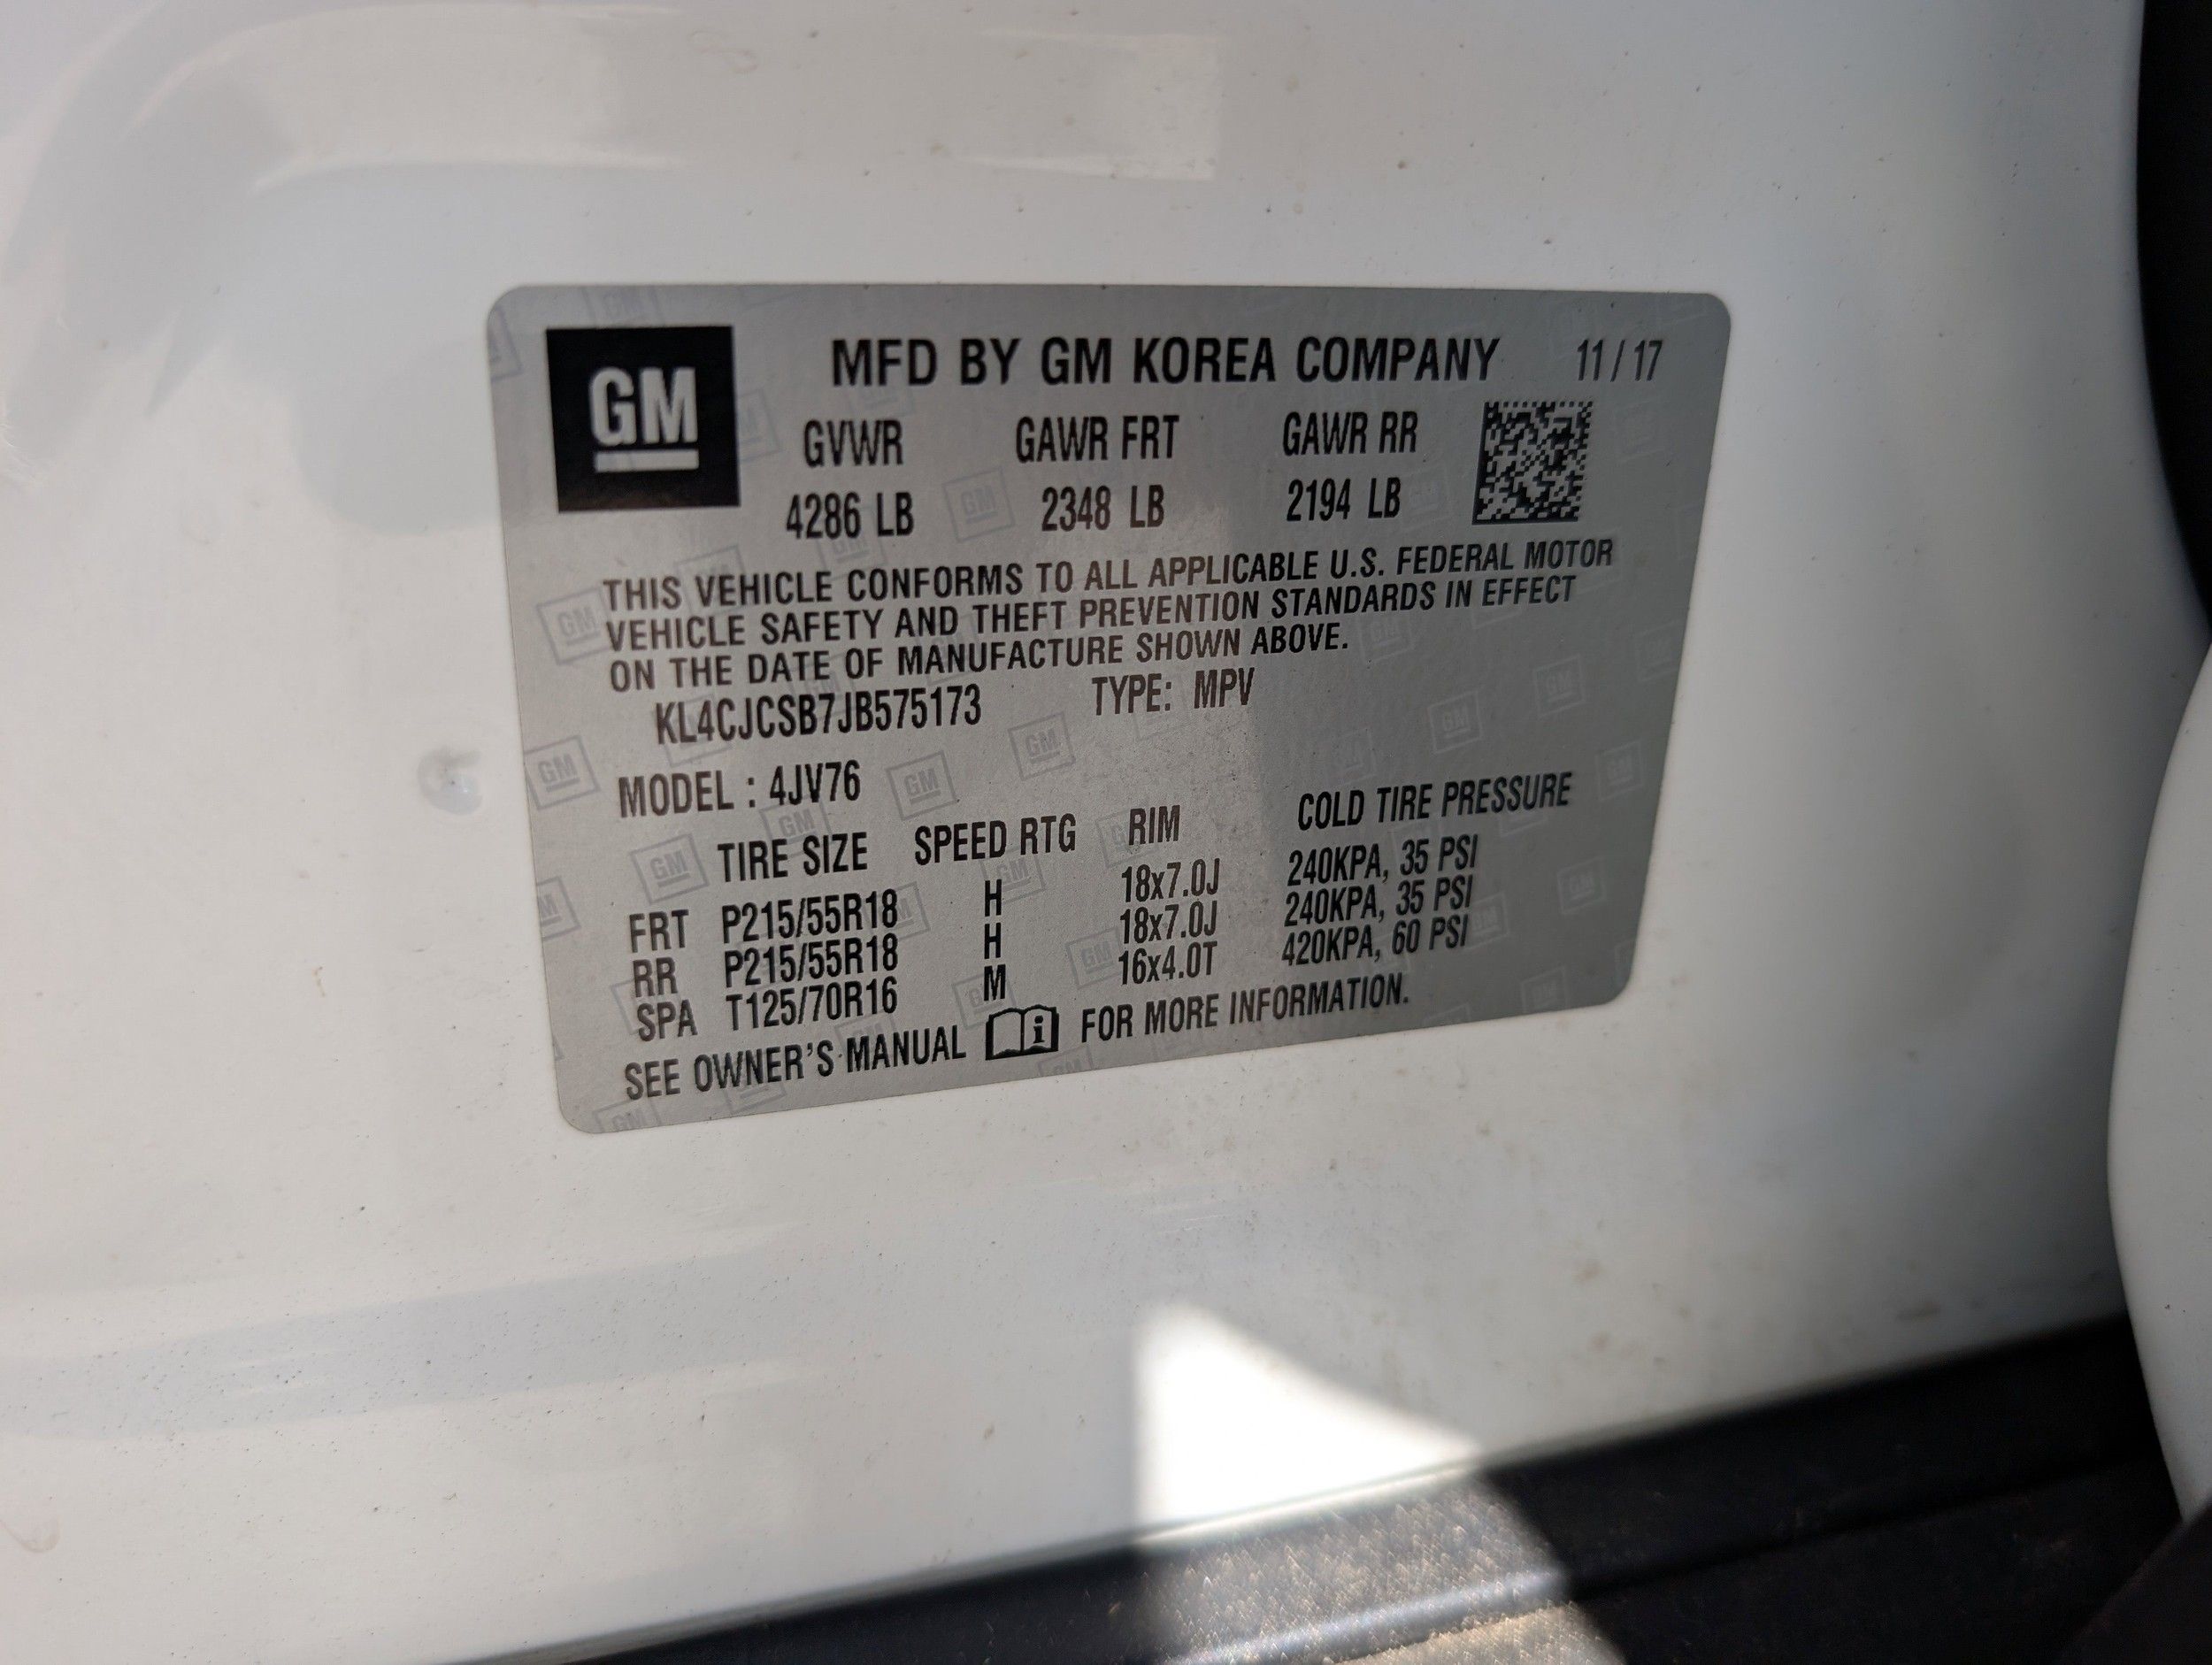 GM
MFD BY GM KOREA COMPANY 11/17
GVWR GAWR FRT GAWR RR
4286 LB 2348 LB 2194 LB
THIS VEHICLE CONFORMS TO ALL APPLICABLE U.S. FEDERAL MOTOR
VEHICLE SAFETY AND THEFT PREVENTION STANDARDS IN EFFECT
ON THE DATE OF MANUFACTURE SHOWN ABOVE.
KL4CJCSB7JB575173 TYPE: MPV
MODEL : 4JV76
TIRE SIZE SPEED RTG RIM COLD TIRE PRESSURE
FRT P215/55R18 H 18x7.0J 240KPA, 35 PSI
RR P215/55R18 H 18x7.0J 240KPA, 35 PSI
SPA T125/70R16 M 16x4.0T 420KPA, 60 PSI
SEE OWNER'S MANUAL i FOR MORE INFORMATION.